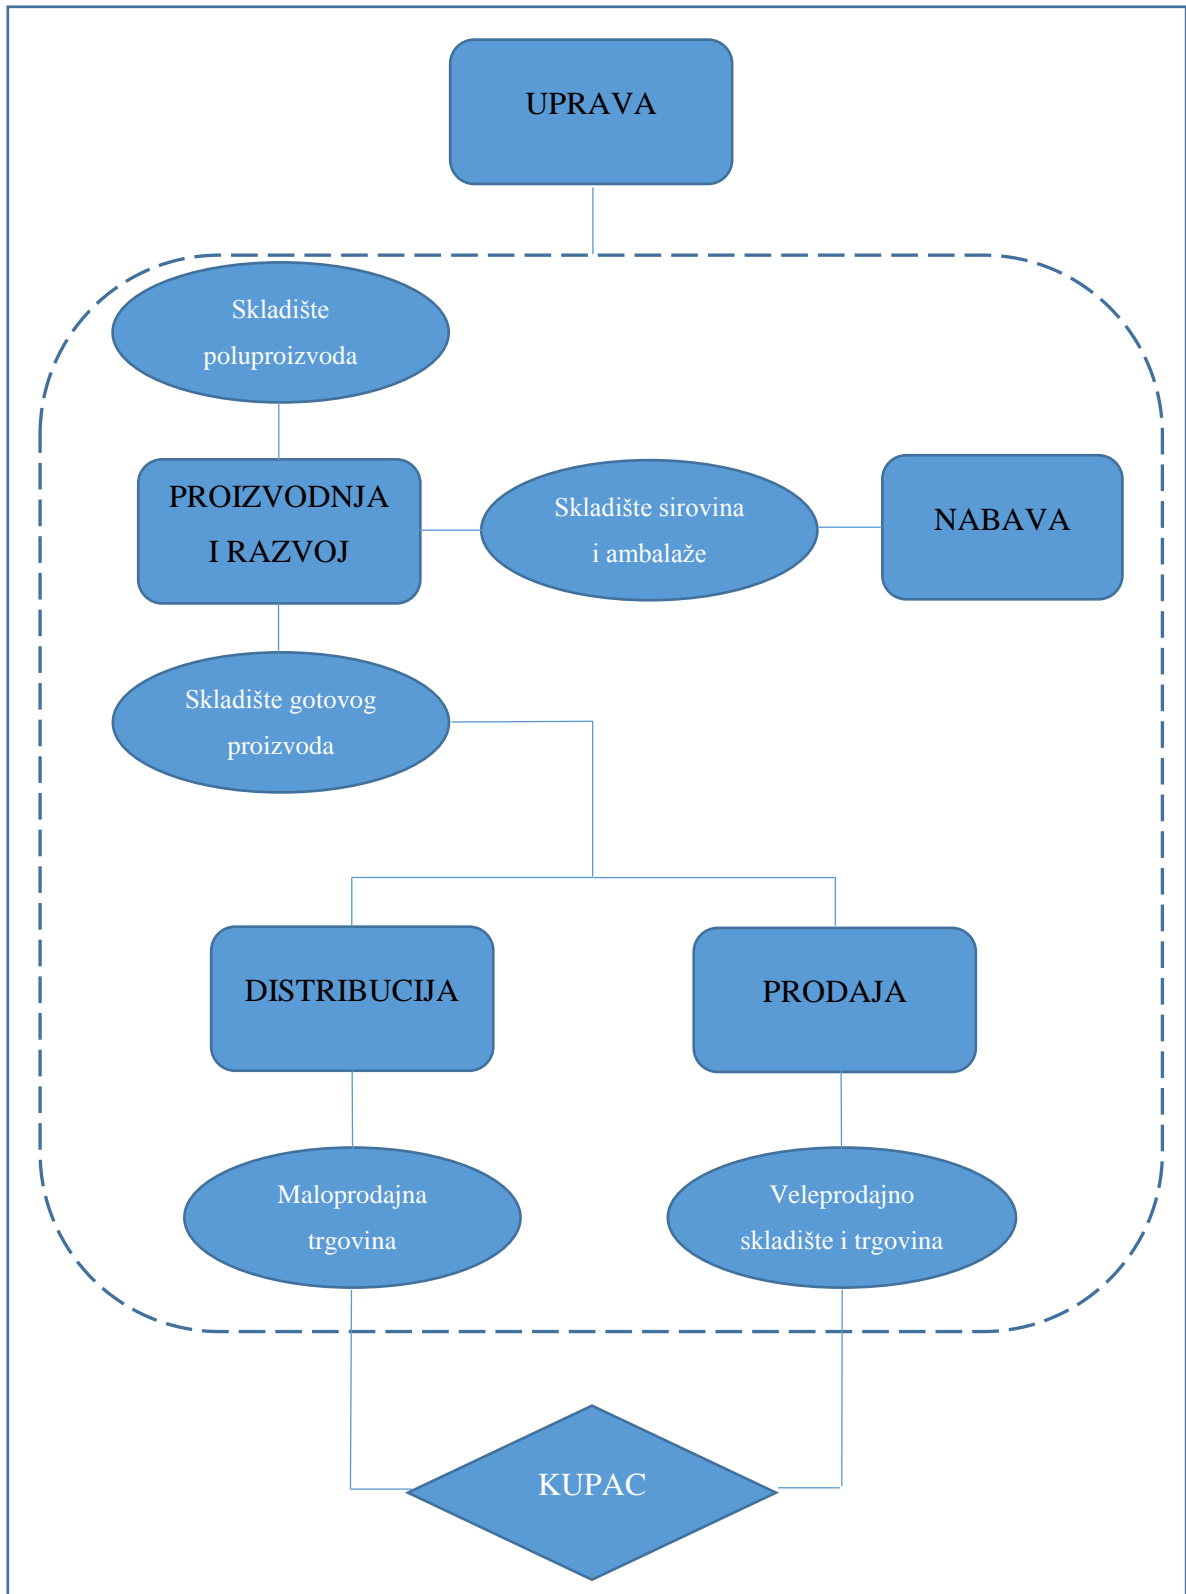 UPRAVA
Skladište
poluproizvoda
PROIZVODNJA
I RAZVOJ
Skladište sirovina
i ambalaže
NABAVA
Skladište gotovog
proizvoda
DISTRIBUCIJA
PRODAJA
Maloprodajna
trgovina
Veleprodajno
skladište i trgovina
KUPAC